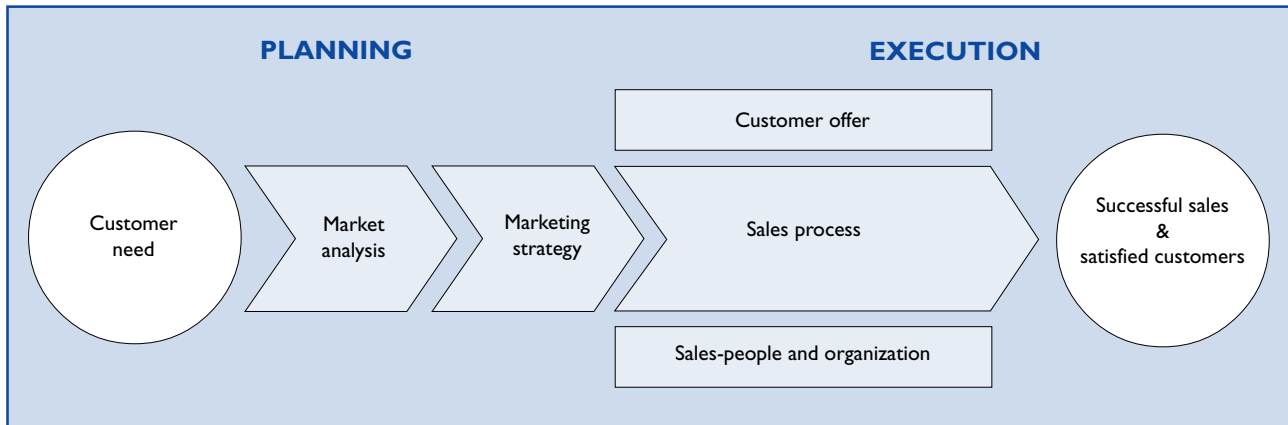 PLANNING
EXECUTION
Customer offer
Customer
need
Market
analysis
Marketing
strategy
Sales process
Successful sales
&
satisfied customers
Sales-people and organization